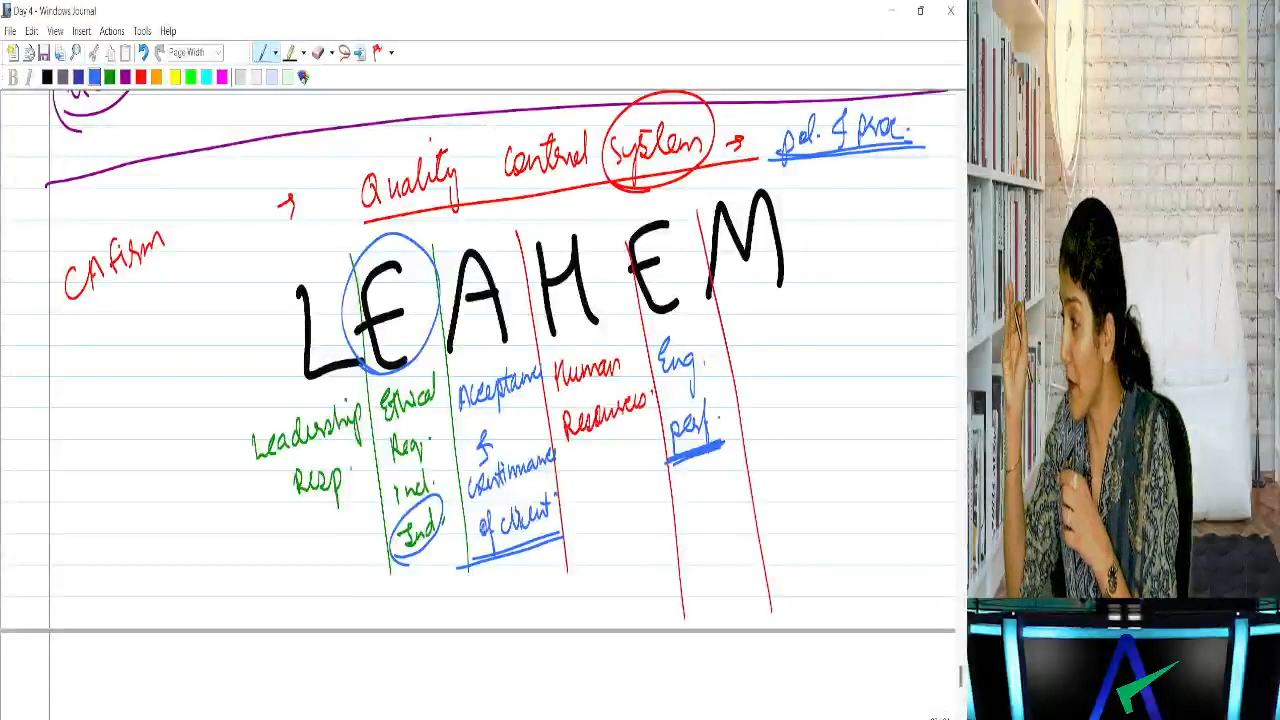 Day 4 - Windows Journal
File Edit View Insert Actions Tools Help
Page Width
B I
Quality Control System → pol. & proc.
CA firm
LEAHEM
Leadership Resp.
Ethical Req. incl. Ind.
Acceptance & Continuance of client.
Human Resources.
Eng. perf.